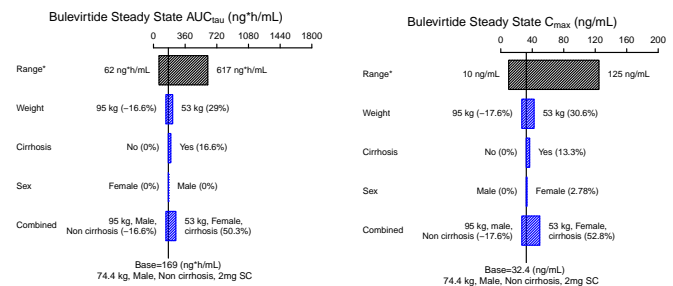 Bulevirtide Steady State AUCtau (ng*h/mL)
0 360 720 1080 1440 1800
Range* 62 ng*h/mL 617 ng*h/mL
Weight 95 kg (−16.6%) 53 kg (29%)
Cirrhosis No (0%) Yes (16.6%)
Sex Female (0%) Male (0%)
Combined 95 kg, Male, 53 kg, Female,
Non cirrhosis (−16.6%) cirrhosis (50.3%)
Base=169 (ng*h/mL)
74.4 kg, Male, Non cirrhosis, 2mg SC
Bulevirtide Steady State Cmax (ng/mL)
0 40 80 120 160 200
Range* 10 ng/mL 125 ng/mL
Weight 95 kg (−17.6%) 53 kg (30.6%)
Cirrhosis No (0%) Yes (13.3%)
Sex Male (0%) Female (2.78%)
Combined 95 kg, male, 53 kg, Female,
Non cirrhosis (−17.6%) cirrhosis (52.8%)
Base=32.4 (ng/mL)
74.4 kg, Male, Non cirrhosis, 2mg SC